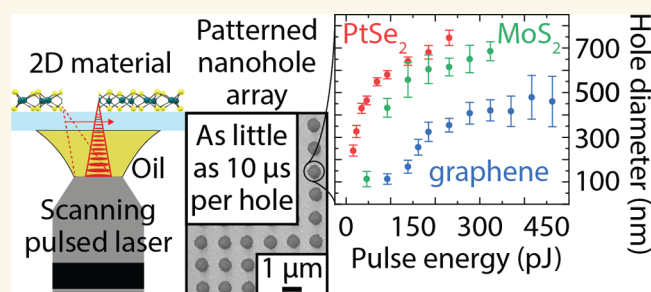 2D material
Oil
Scanning
pulsed laser
Patterned
nanohole
array
As little
as 10 µs
per hole
1 µm
PtSe₂
MoS₂
graphene
700
500
300
100
Hole diameter (nm)
0
150
300
450
Pulse energy (pJ)